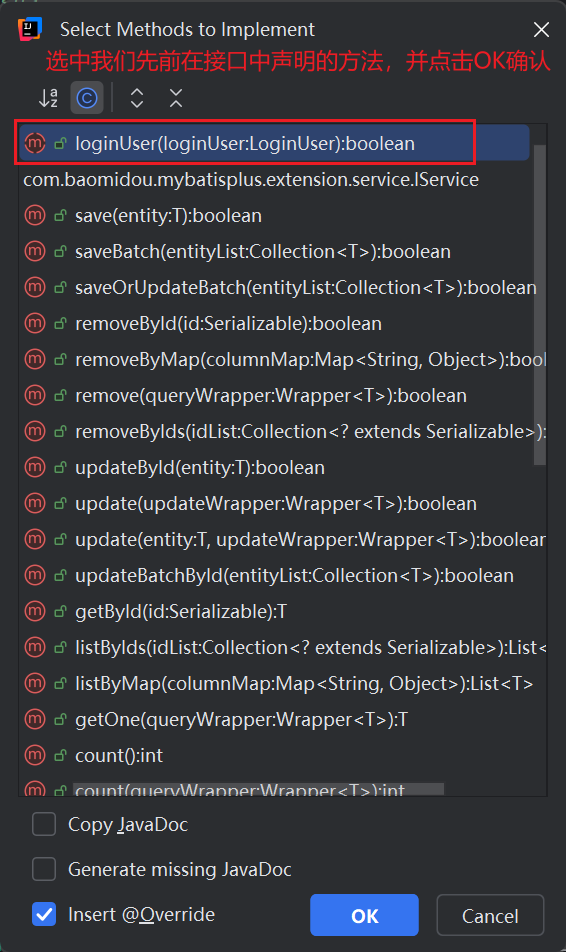 Select Methods to Implement
选中我们先前在接口中声明的方法，并点击OK确认
loginUser(loginUser:LoginUser):boolean
com.baomidou.mybatisplus.extension.service.IService
save(entity:T):boolean
saveBatch(entityList:Collection<T>):boolean
saveOrUpdateBatch(entityList:Collection<T>):boolean
removeById(id:Serializable):boolean
removeByMap(columnMap:Map<String, Object>):bool
remove(queryWrapper:Wrapper<T>):boolean
removeByIds(idList:Collection<? extends Serializable>):
updateById(entity:T):boolean
update(updateWrapper:Wrapper<T>):boolean
update(entity:T, updateWrapper:Wrapper<T>):boolean
updateBatchById(entityList:Collection<T>):boolean
getById(id:Serializable):T
listByIds(idList:Collection<? extends Serializable>):List<
listByMap(columnMap:Map<String, Object>):List<T>
getOne(queryWrapper:Wrapper<T>):T
count():int
count(queryWrapper:Wrapper<T>):int
Copy JavaDoc
Generate missing JavaDoc
Insert @Override
OK
Cancel